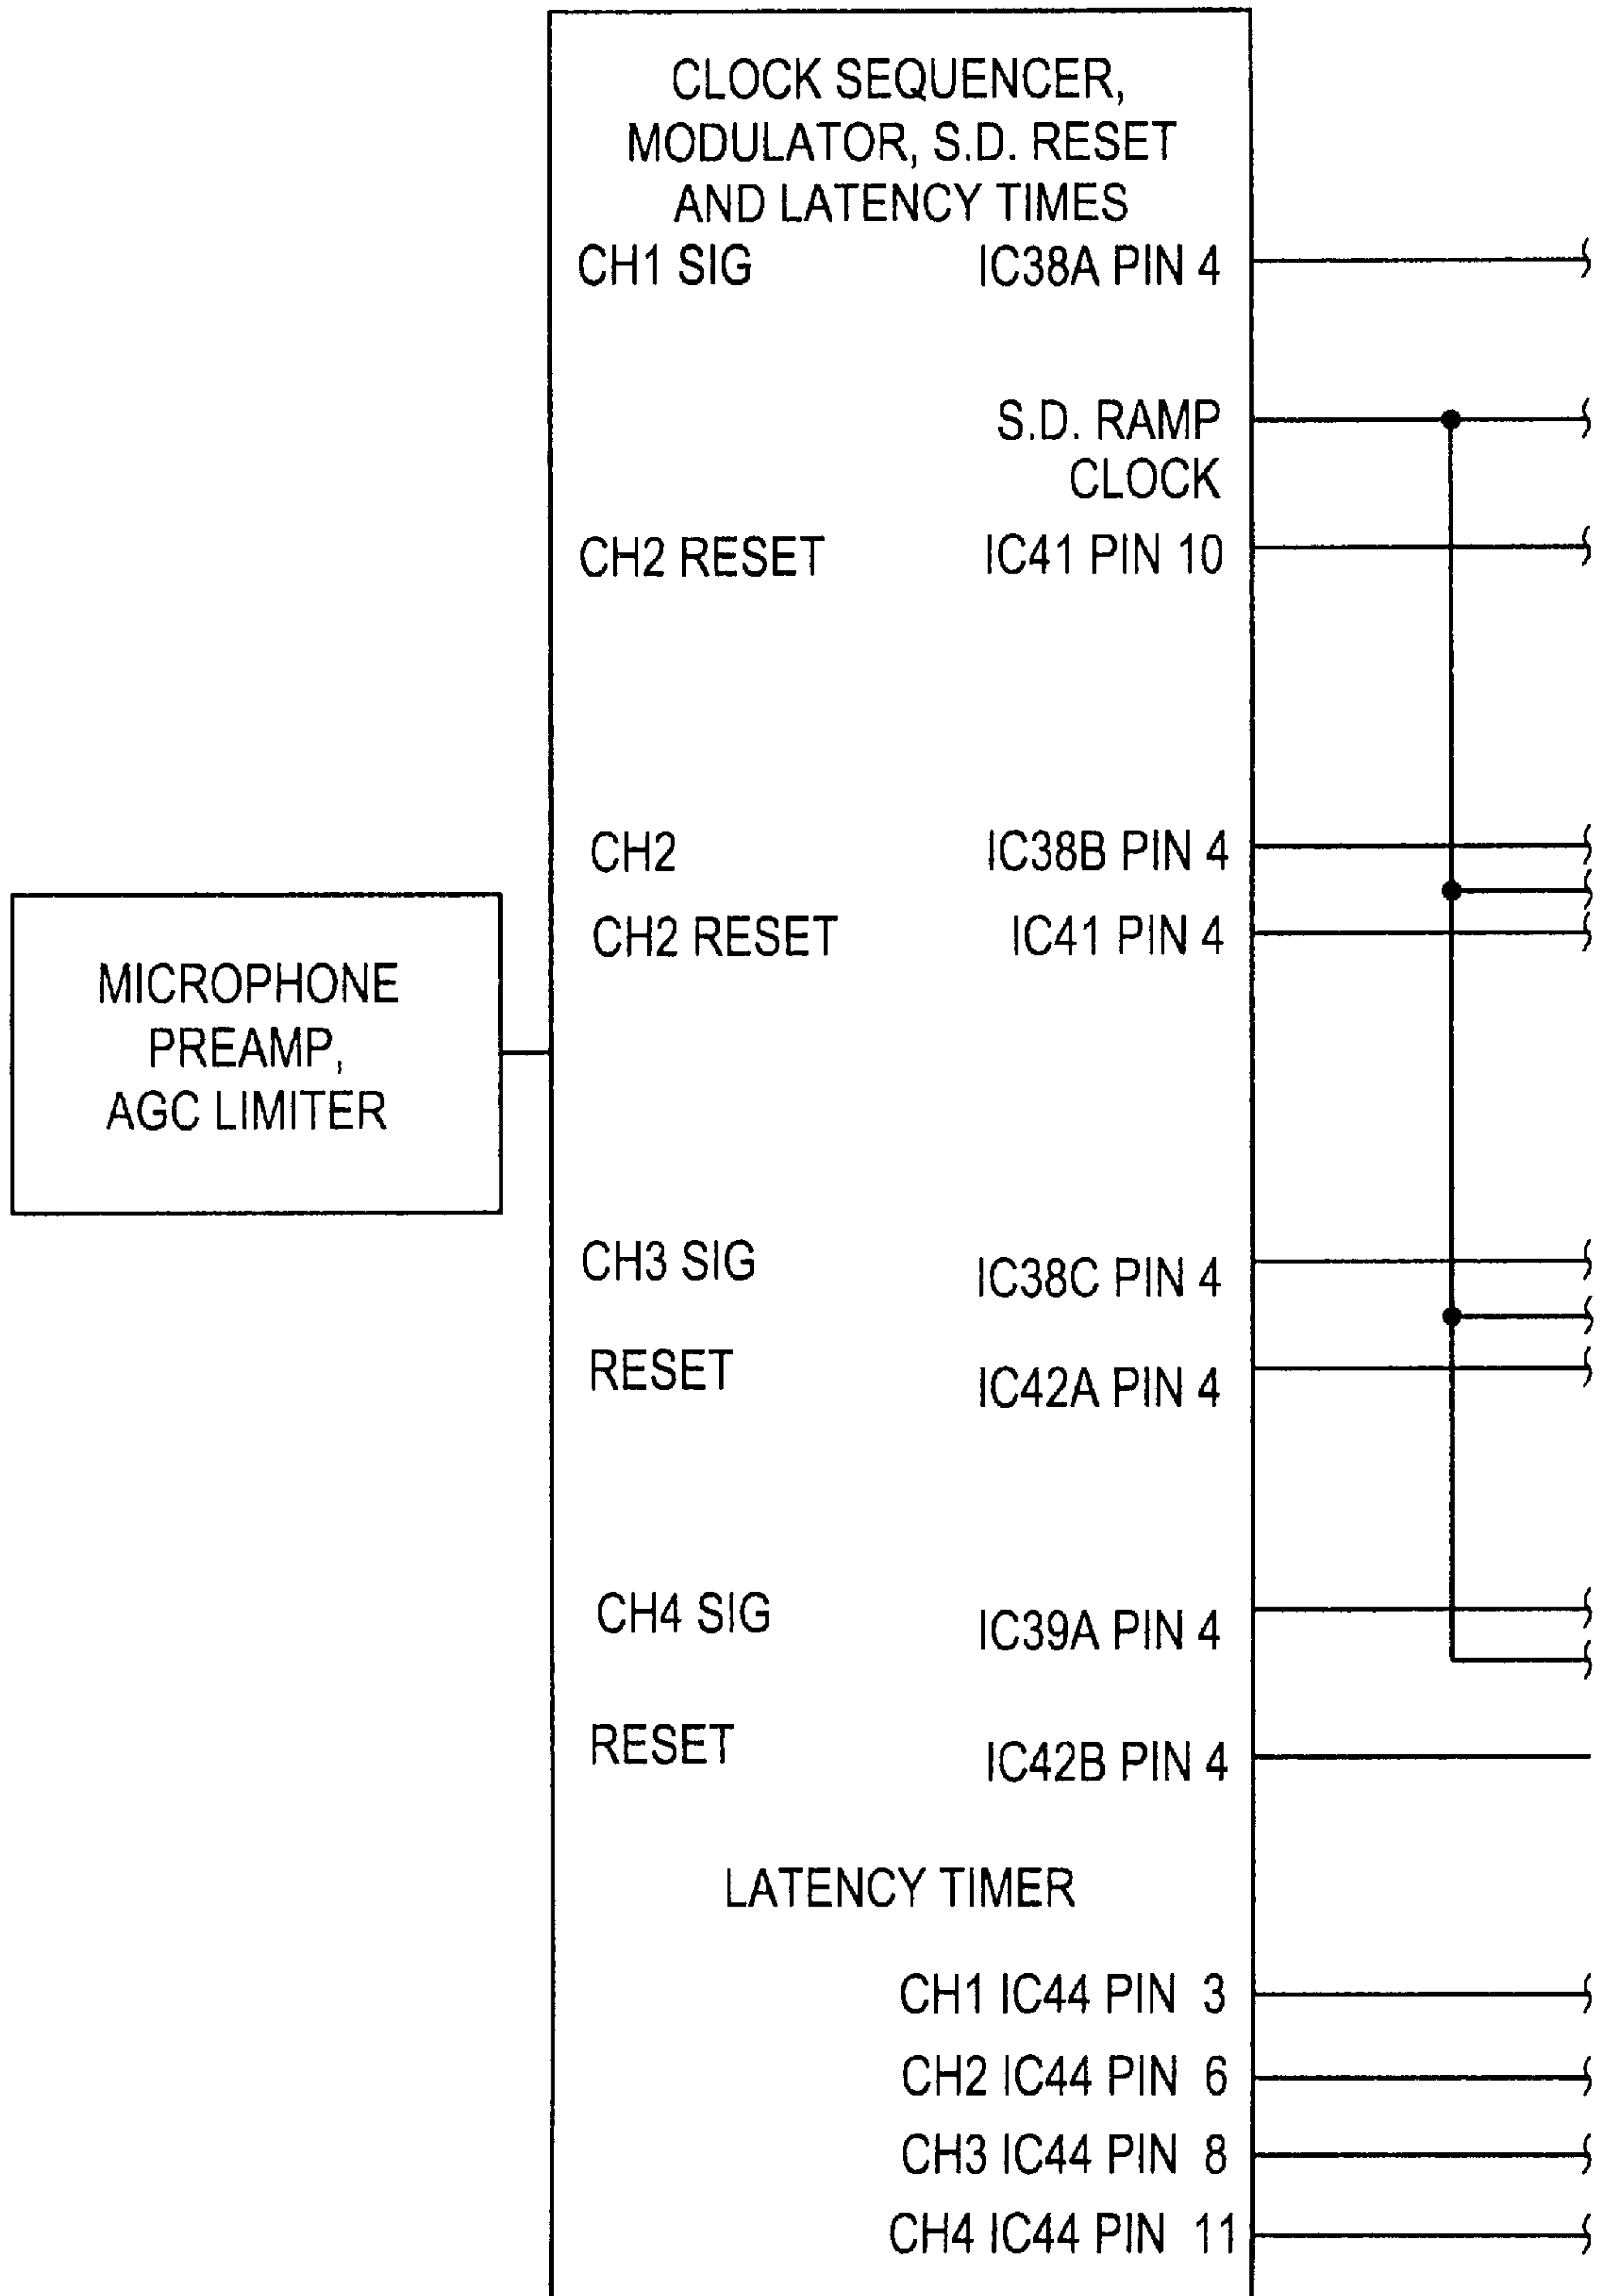 CLOCK SEQUENCER,
MODULATOR, S.D. RESET
AND LATENCY TIMES
CH1 SIG IC38A PIN 4
S.D. RAMP
CLOCK
CH2 RESET IC41 PIN 10
CH2 IC38B PIN 4
CH2 RESET IC41 PIN 4
MICROPHONE
PREAMP,
AGC LIMITER
CH3 SIG IC38C PIN 4
RESET IC42A PIN 4
CH4 SIG IC39A PIN 4
RESET IC42B PIN 4
LATENCY TIMER
CH1 IC44 PIN 3
CH2 IC44 PIN 6
CH3 IC44 PIN 8
CH4 IC44 PIN 11